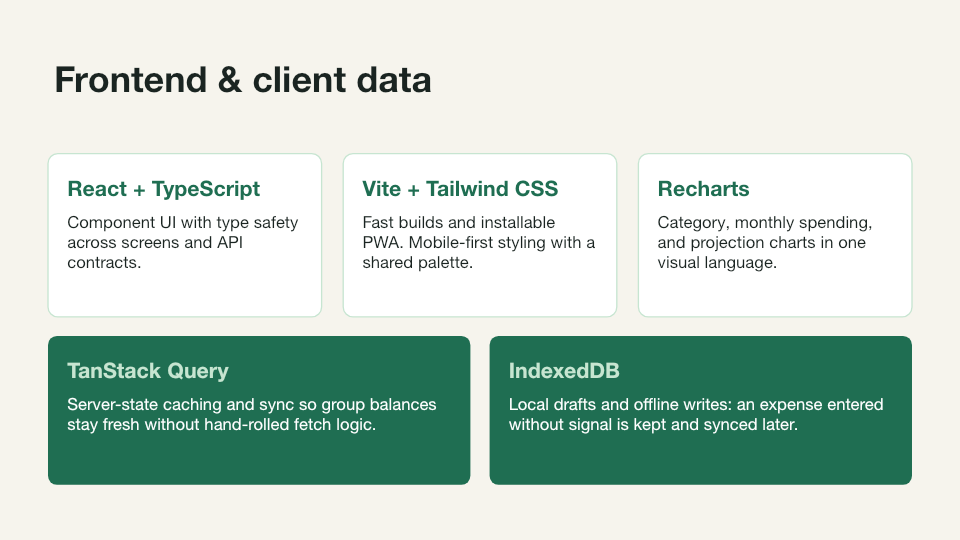 Frontend & client data
React + TypeScript
Component UI with type safety
across screens and API
contracts.
Vite + Tailwind CSS
Fast builds and installable
PWA. Mobile-first styling with a
shared palette.
Recharts
Category, monthly spending,
and projection charts in one
visual language.
TanStack Query
Server-state caching and sync so group balances
stay fresh without hand-rolled fetch logic.
IndexedDB
Local drafts and offline writes: an expense entered
without signal is kept and synced later.